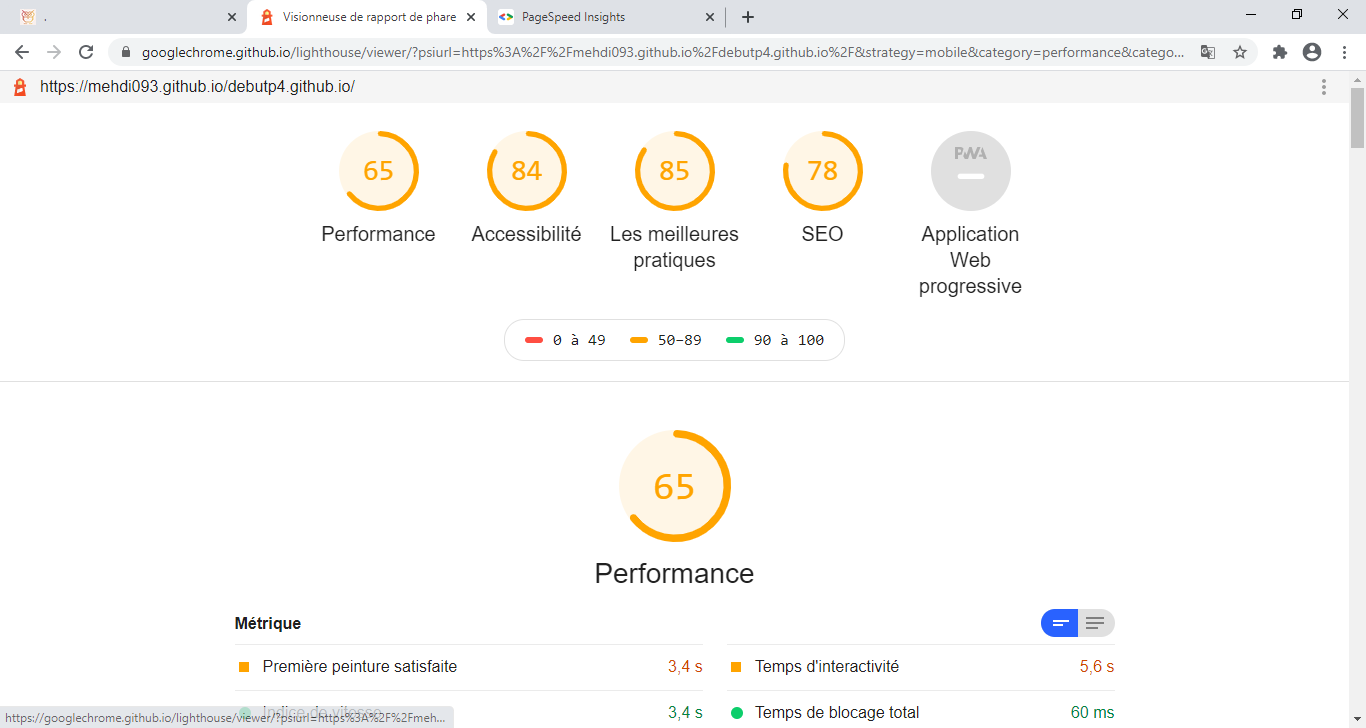 .
Visionneuse de rapport de phare
PageSpeed Insights
googlechrome.github.io/lighthouse/viewer/?psiurl=https%3A%2F%2Fmehdi093.github.io%2Fdebutp4.github.io%2F&strategy=mobile&category=performance&catego...
https://mehdi093.github.io/debutp4.github.io/
65 84 85 78 PWA
Performance Accessibilité Les meilleures SEO Application
pratiques Web
progressive
0 à 49 50–89 90 à 100
65
Performance
Métrique
Première peinture satisfaite 3,4 s Temps d'interactivité 5,6 s
Indice de vitesse 3,4 s Temps de blocage total 60 ms
https://googlechrome.github.io/lighthouse/viewer/?psiurl=https%3A%2F%2Fmeh...